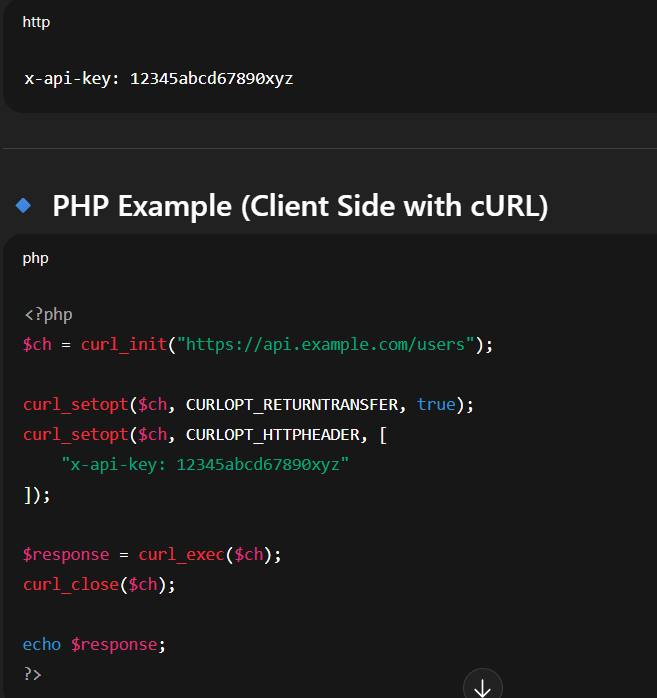 http
x-api-key: 12345abcd67890xyz
PHP Example (Client Side with cURL)
php
<?php
$ch = curl_init("https://api.example.com/users");
curl_setopt($ch, CURLOPT_RETURNTRANSFER, true);
curl_setopt($ch, CURLOPT_HTTPHEADER, [
    "x-api-key: 12345abcd67890xyz"
]);
$response = curl_exec($ch);
curl_close($ch);
echo $response;
?>